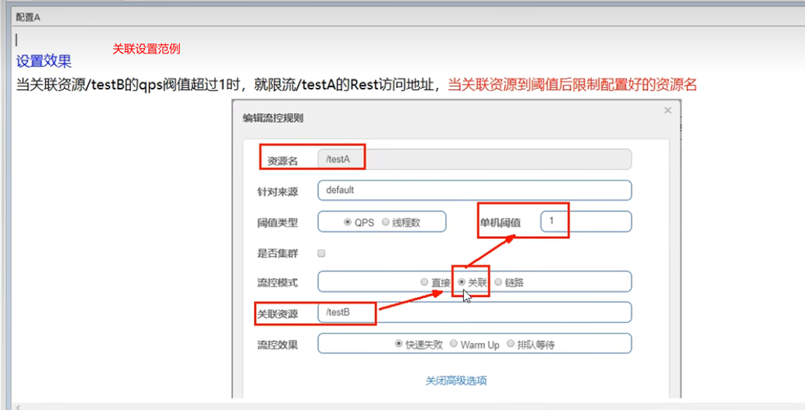 配置A
关联设置范例
设置效果
当关联资源/testB的qps阀值超过1时，就限流/testA的Rest访问地址，当关联资源到阈值后限制配置好的资源名
编辑流控规则 ×
资源名 /testA
针对来源 default
阈值类型 QPS 线程数 单机阈值 1
是否集群
流控模式 直接 关联 链路
关联资源 /testB
流控效果 快速失败 Warm Up 排队等待
关闭高级选项